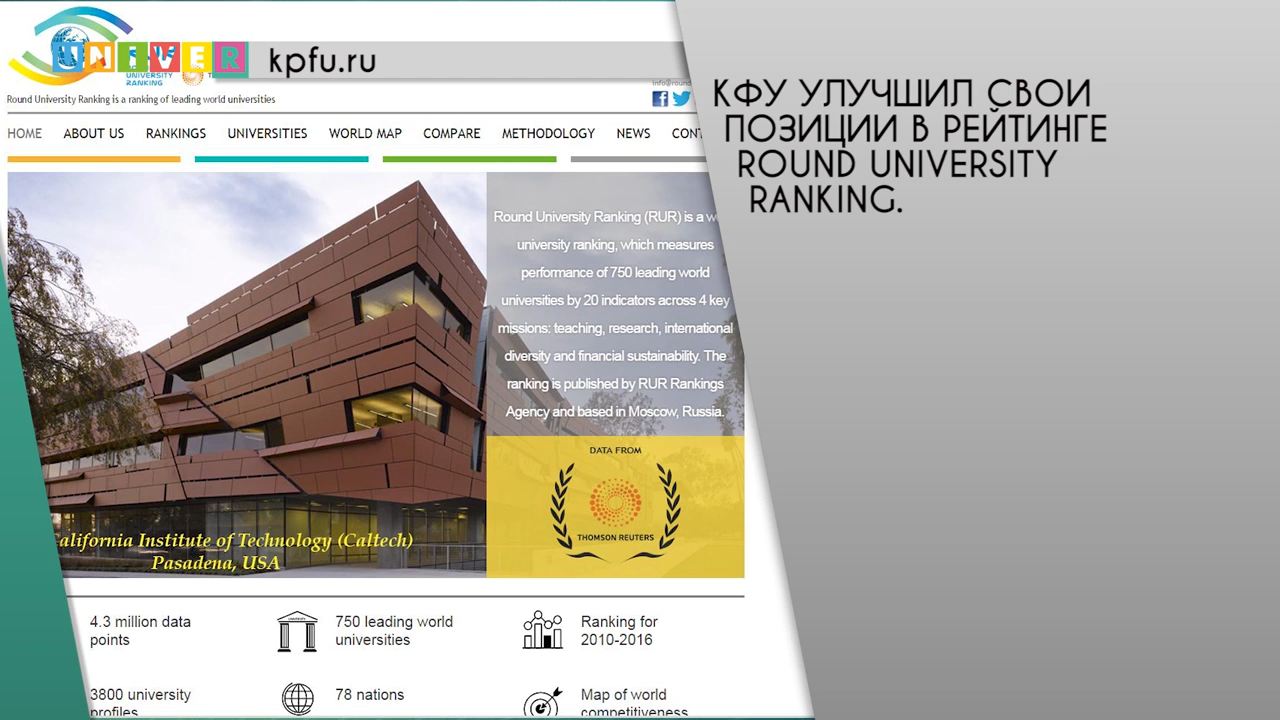 UNIVER
kpfu.ru
UNIVERSITY
RANKING
Round University Ranking is a ranking of leading world universities
HOME ABOUT US RANKINGS UNIVERSITIES WORLD MAP COMPARE METHODOLOGY NEWS
Round University Ranking (RUR) is a
university ranking, which measures
performance of 750 leading world
universities by 20 indicators across 4 key
missions: teaching, research, international
diversity and financial sustainability. The
ranking is published by RUR Rankings
Agency and based in Moscow, Russia.
DATA FROM
THOMSON REUTERS
alifornia Institute of Technology (Caltech)
Pasadena, USA
4.3 million data
points
750 leading world
universities
Ranking for
2010-2016
3800 university
profiles
78 nations
Map of world
competitiveness
КФУ УЛУЧШИЛ СВОИ
ПОЗИЦИИ В РЕЙТИНГЕ
ROUND UNIVERSITY
RANKING.